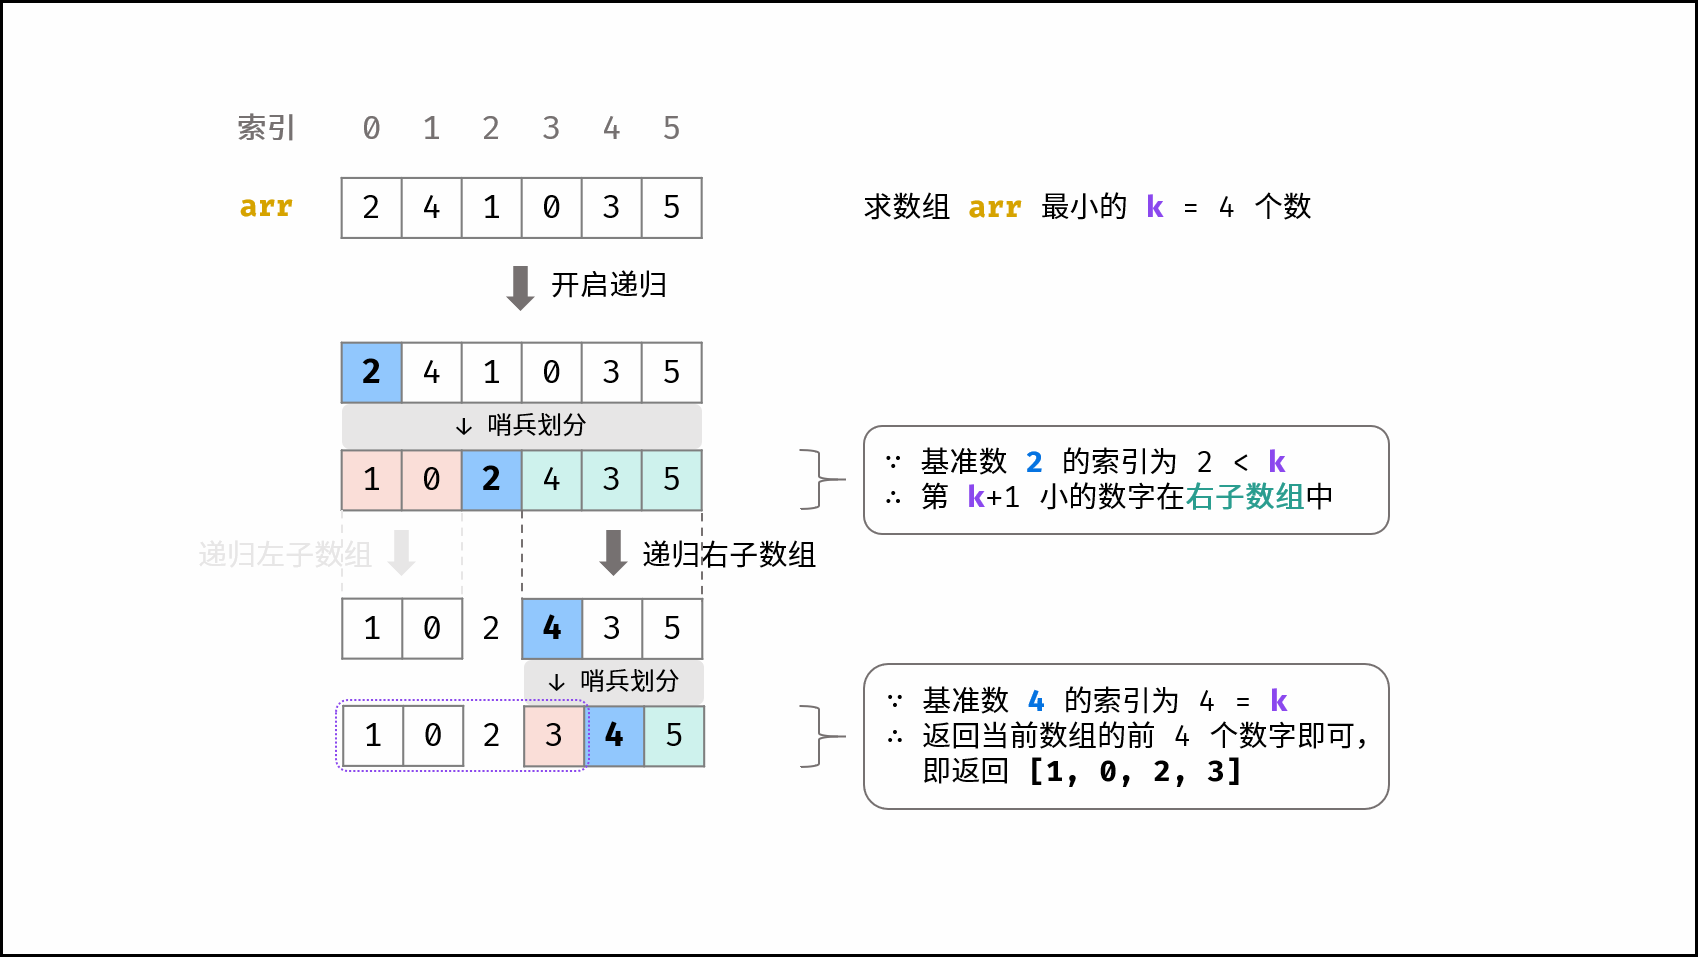 索引 0 1 2 3 4 5
arr 2 4 1 0 3 5
求数组 arr 最小的 k = 4 个数
开启递归
2 4 1 0 3 5
↓ 哨兵划分
1 0 2 4 3 5
∵ 基准数 2 的索引为 2 < k
∴ 第 k+1 小的数字在右子数组中
递归左子数组
递归右子数组
1 0 2 4 3 5
↓ 哨兵划分
1 0 2 3 4 5
∵ 基准数 4 的索引为 4 = k
∴ 返回当前数组的前 4 个数字即可，
即返回 [1, 0, 2, 3]